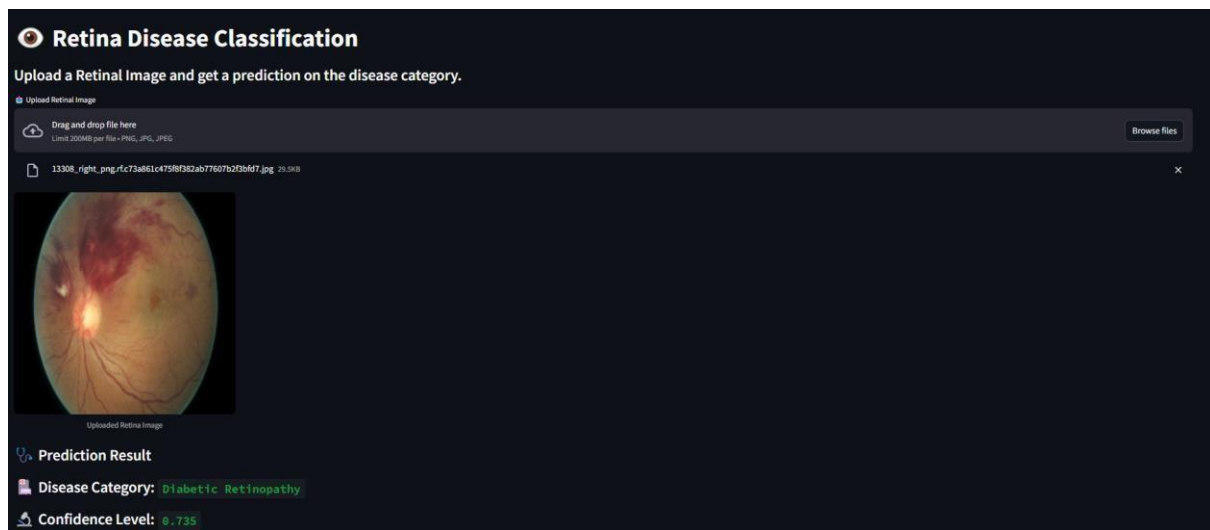 Retina Disease Classification
Upload a Retinal Image and get a prediction on the disease category.
Upload Retinal Image
Drag and drop file here
Limit 200MB per file • PNG, JPG, JPEG
Browse files
13308_right_png.rf.c73a861c475f8f382ab77607b2f3bfd7.jpg 29.5KB
Uploaded Retina Image
Prediction Result
Disease Category: Diabetic Retinopathy
Confidence Level: 0.735